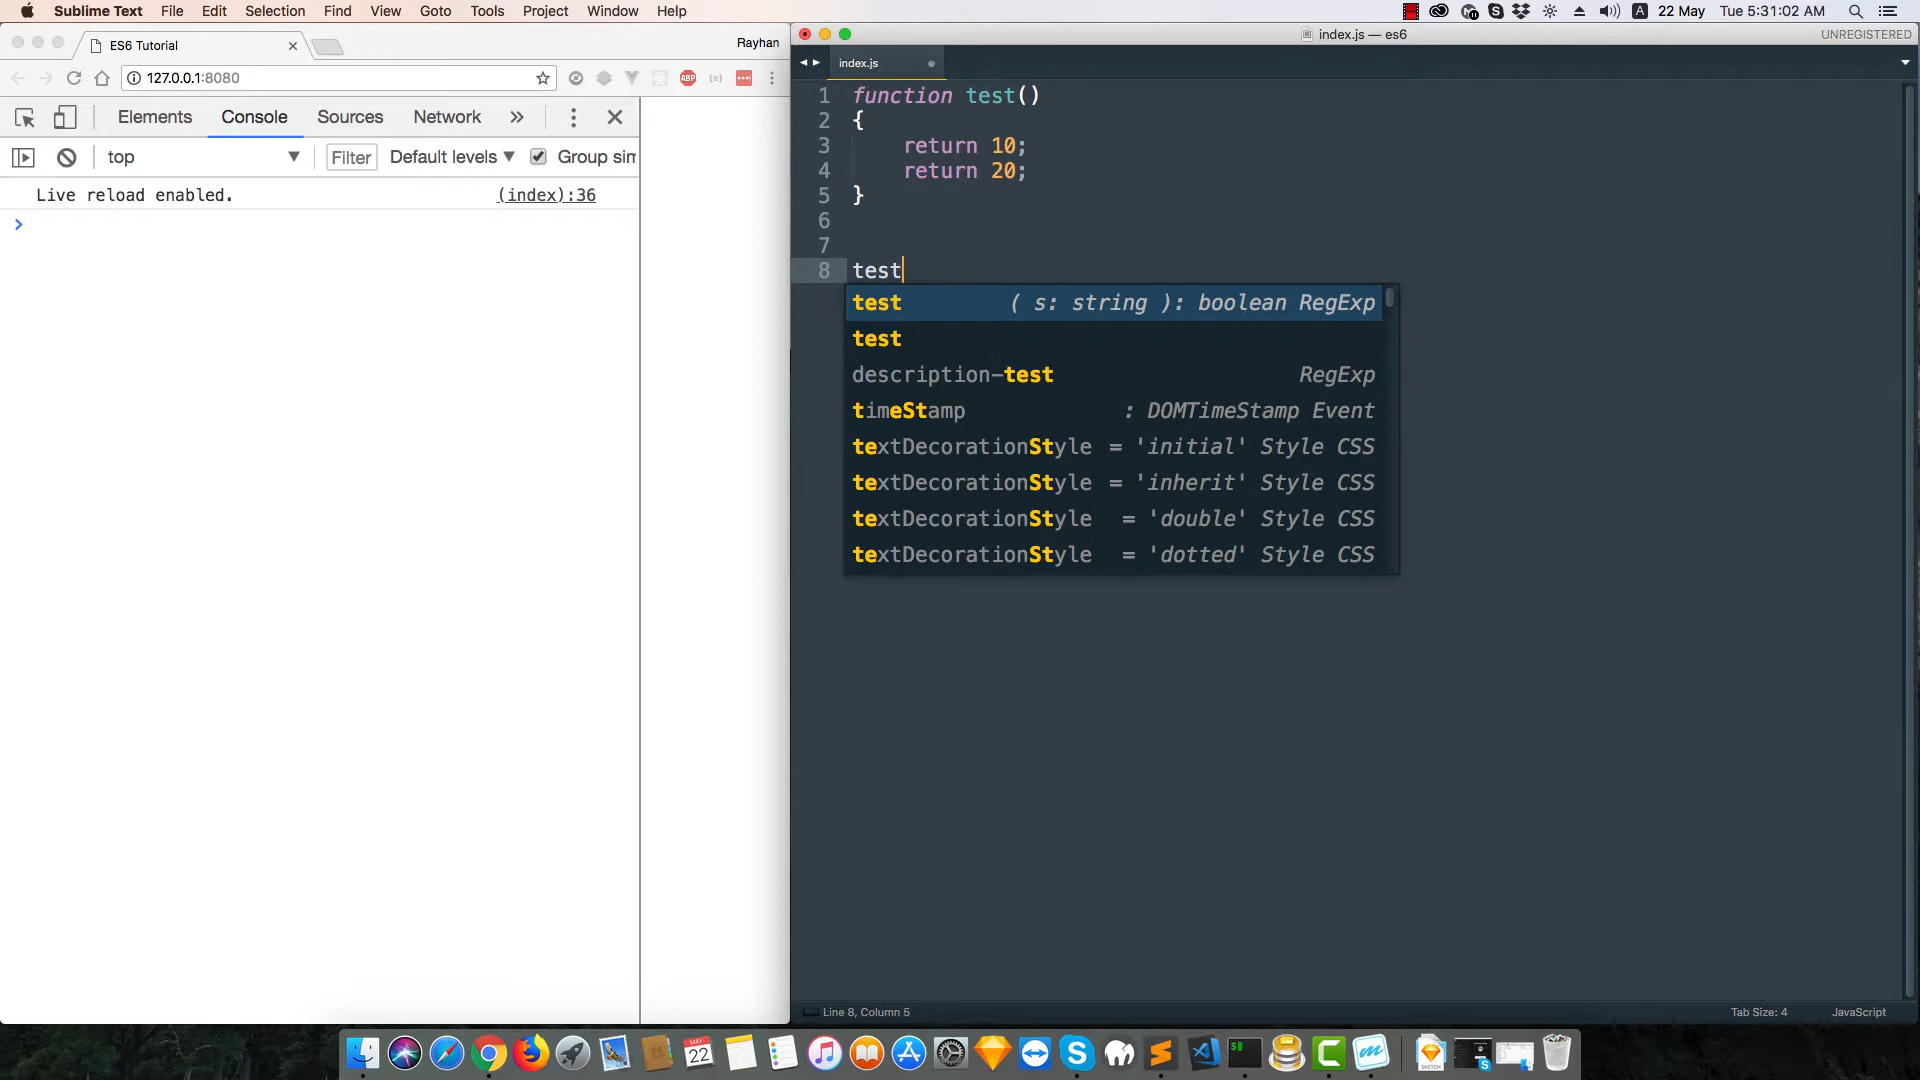 Sublime Text File Edit Selection Find View Goto Tools Project Window Help 22 May Tue 5:31:02 AM
ES6 Tutorial Rayhan
127.0.0.1:8080 ABP
Elements Console Sources Network »
top Filter Default levels Group sim
Live reload enabled. (index):36
index.js — es6 UNREGISTERED
index.js
1 function test()
2 {
3 return 10;
4 return 20;
5 }
6
7
8 test
test ( s: string ): boolean RegExp
test
description-test RegExp
timeStamp : DOMTimeStamp Event
textDecorationStyle = 'initial' Style CSS
textDecorationStyle = 'inherit' Style CSS
textDecorationStyle = 'double' Style CSS
textDecorationStyle = 'dotted' Style CSS
Line 8, Column 5 Tab Size: 4 JavaScript